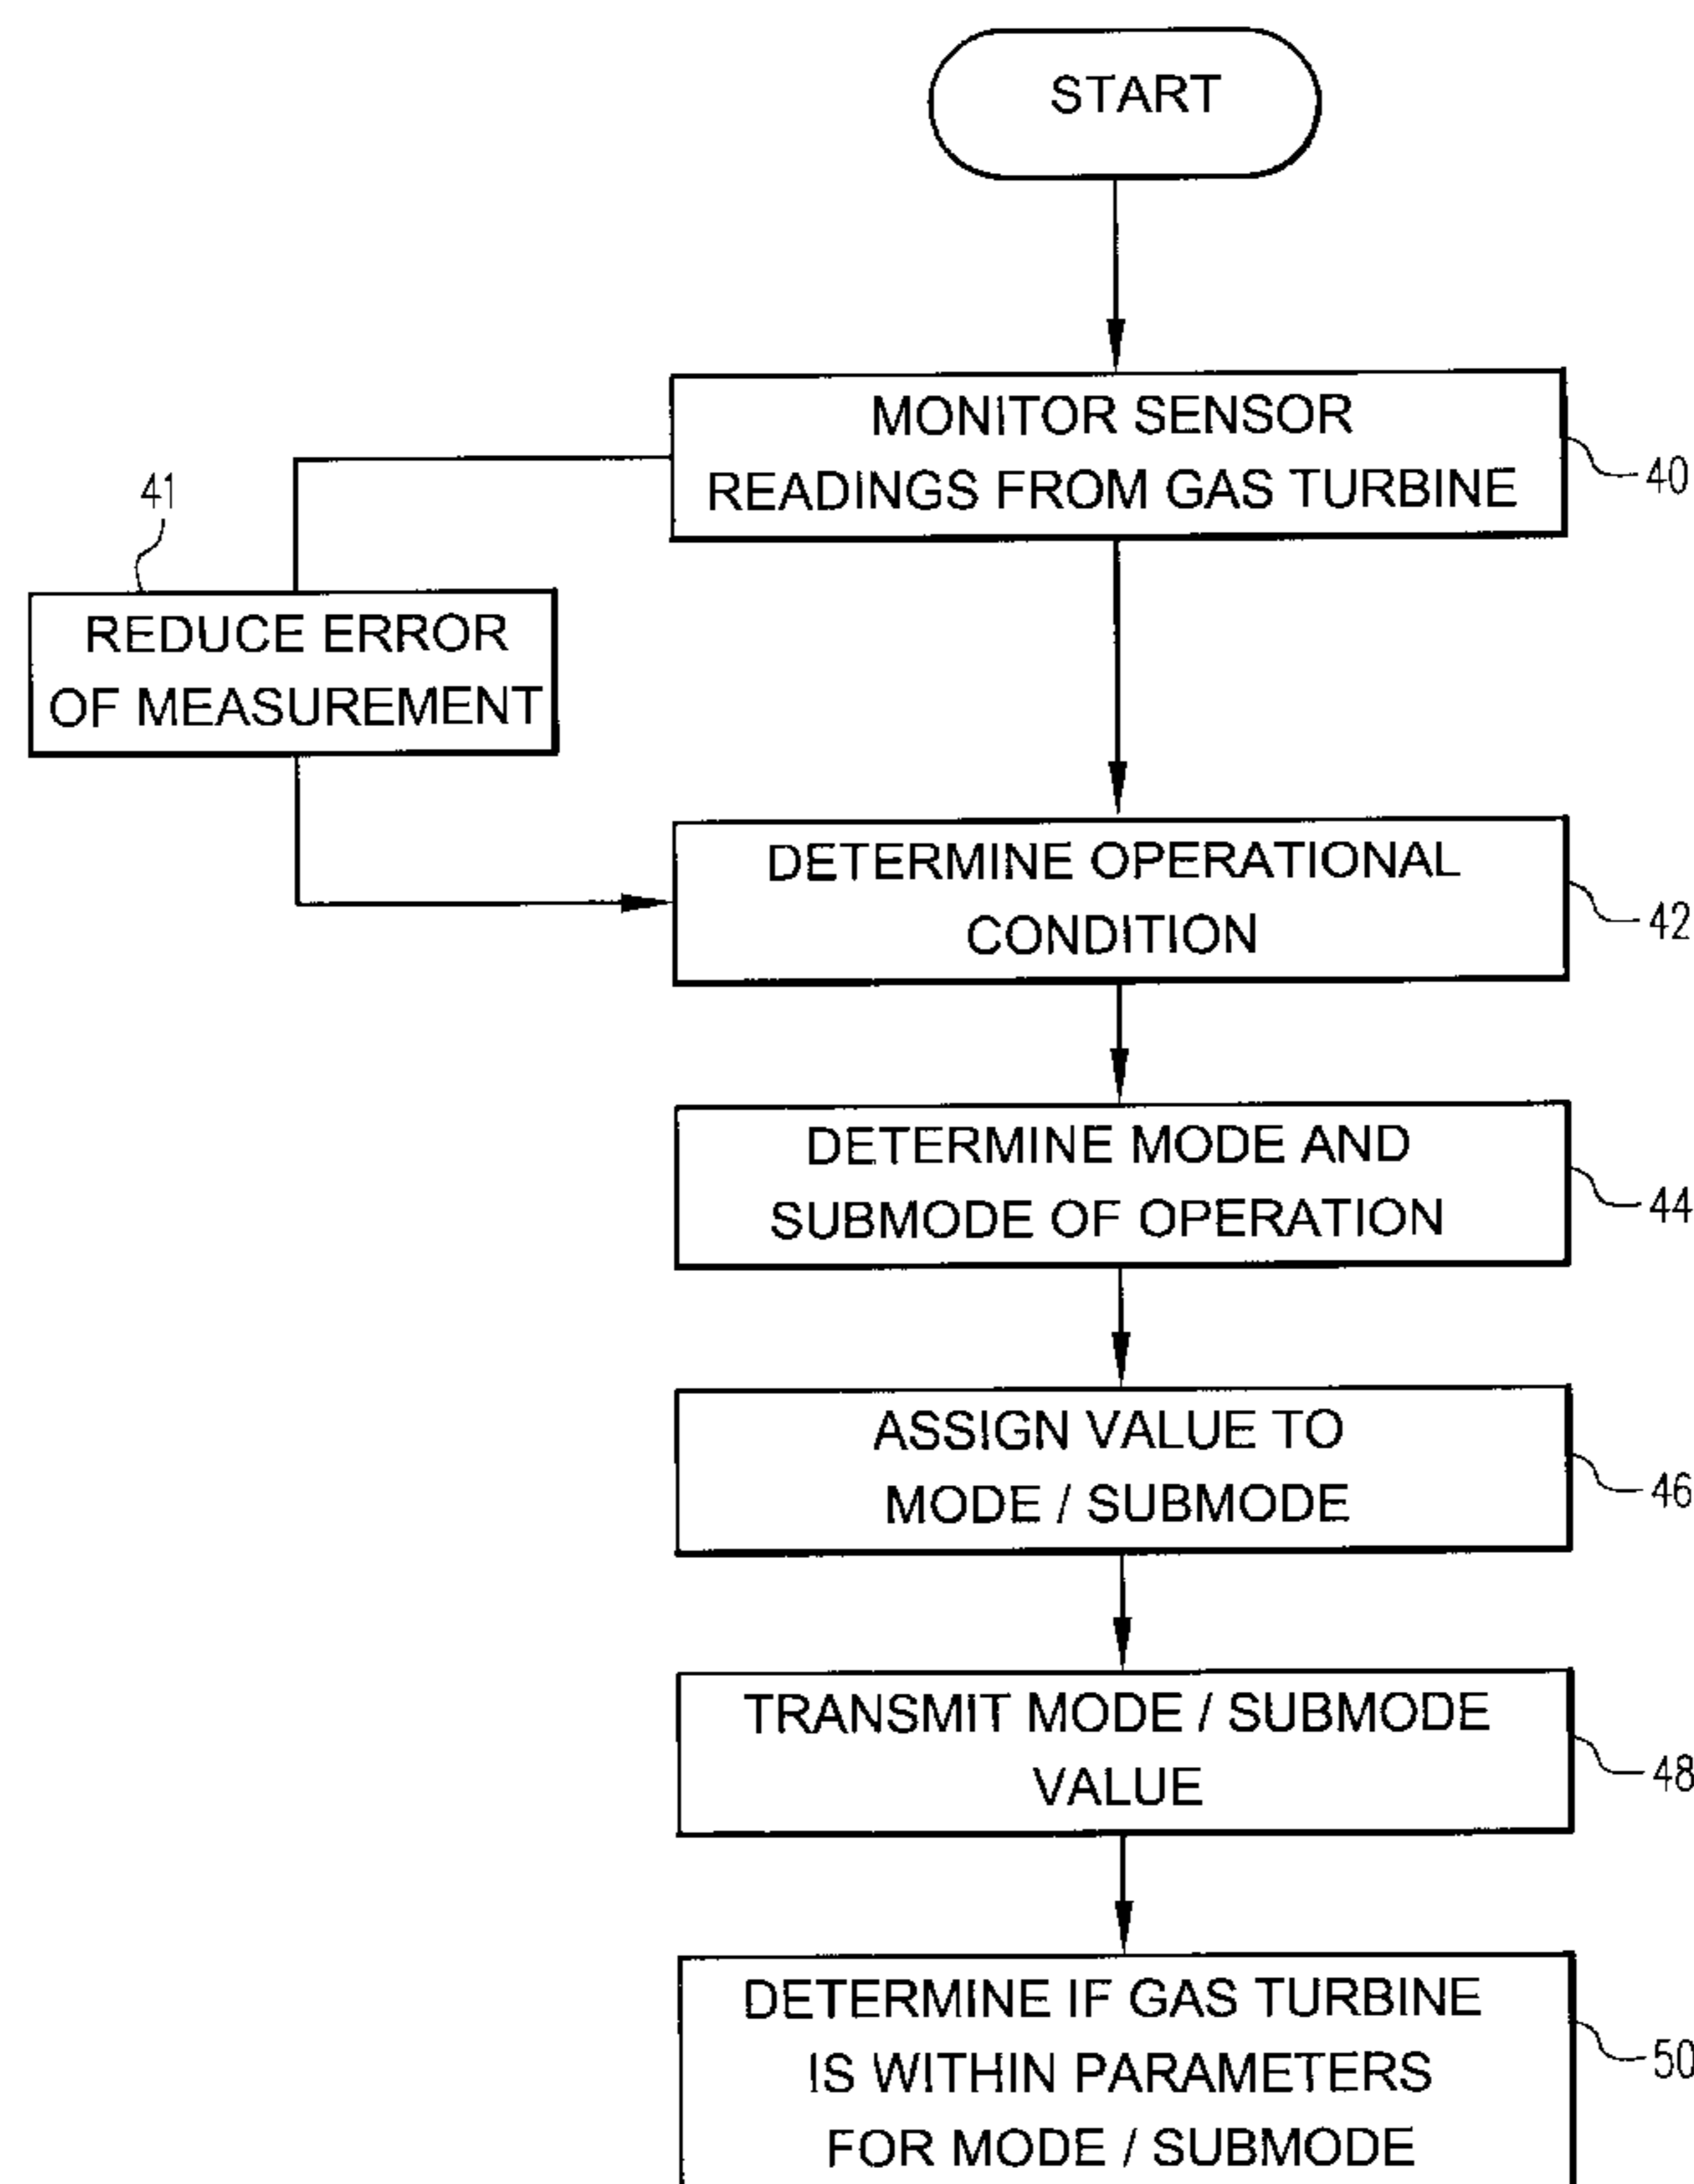 START
MONITOR SENSOR
READINGS FROM GAS TURBINE
40
41
REDUCE ERROR
OF MEASUREMENT
DETERMINE OPERATIONAL
CONDITION
42
DETERMINE MODE AND
SUBMODE OF OPERATION
44
ASSIGN VALUE TO
MODE / SUBMODE
46
TRANSMIT MODE / SUBMODE
VALUE
48
DETERMINE IF GAS TURBINE
IS WITHIN PARAMETERS
FOR MODE / SUBMODE
50